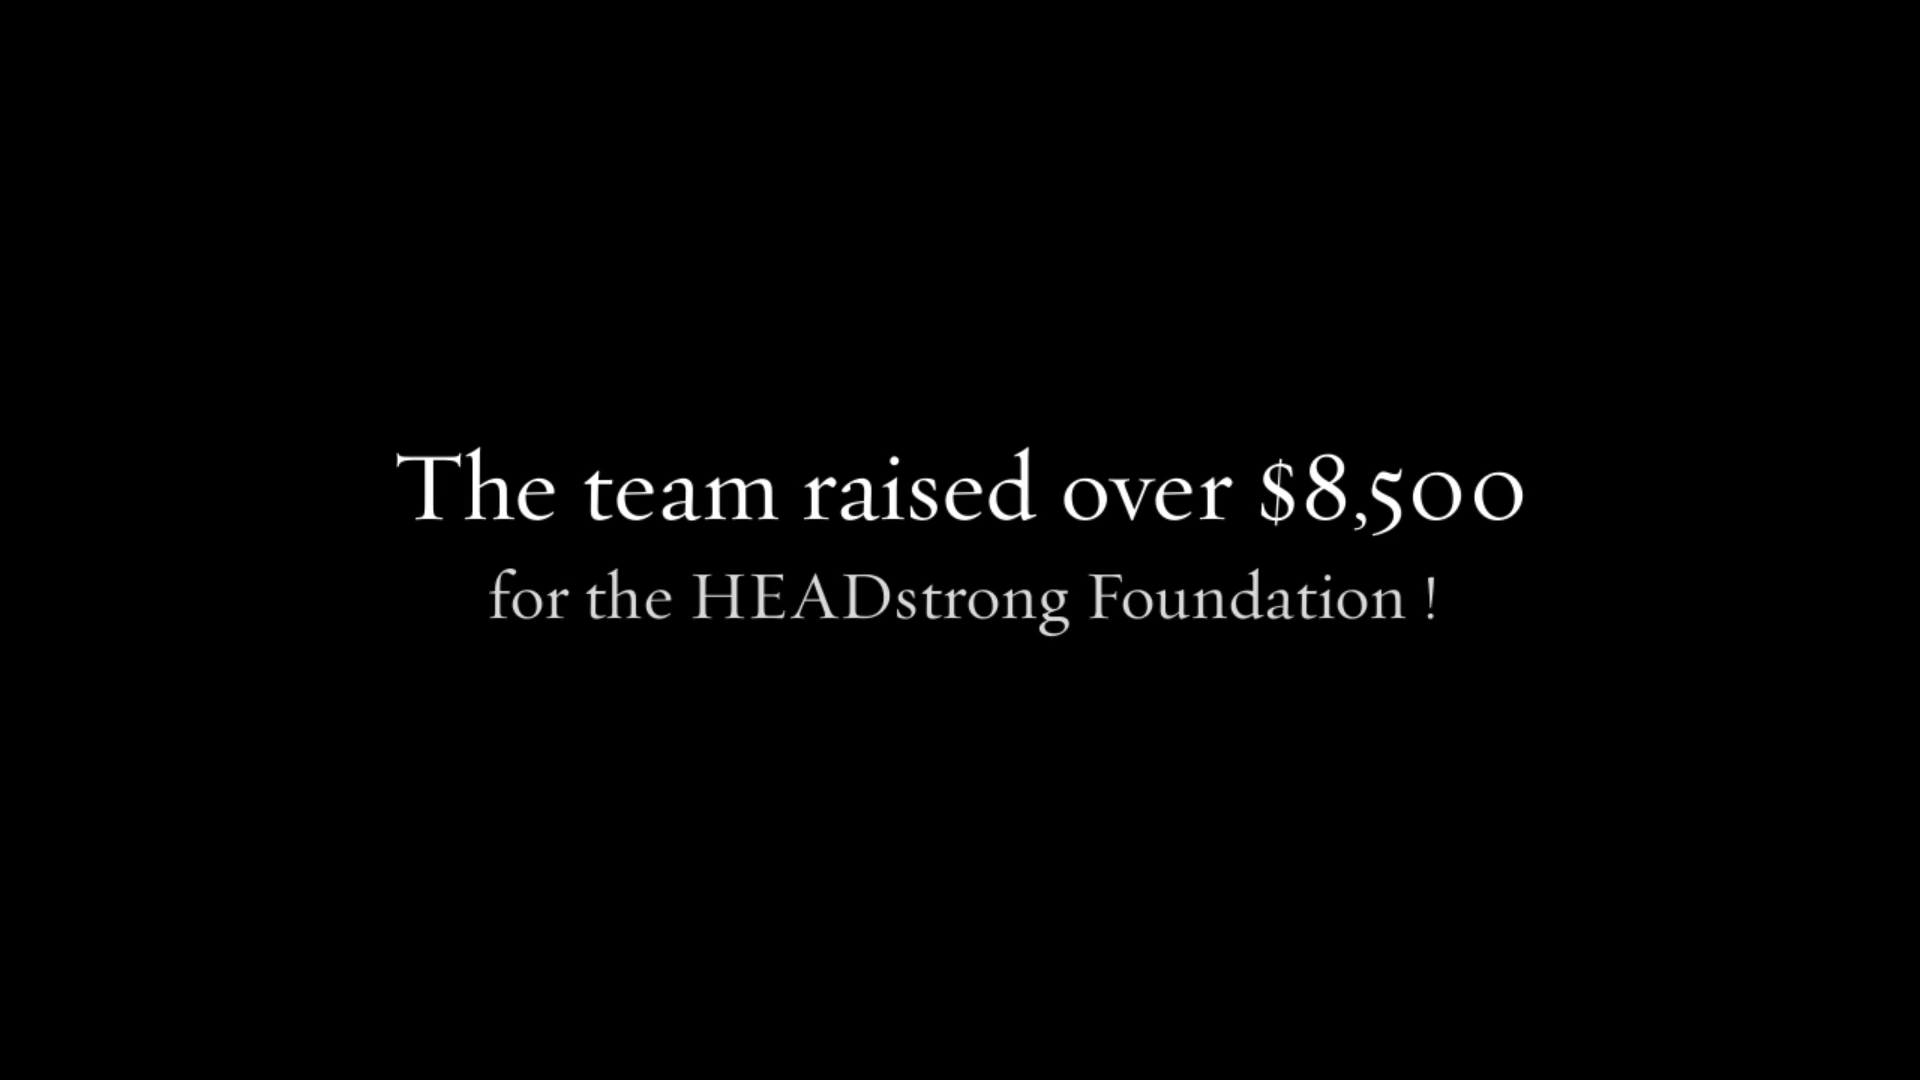 The team raised over $8,500
for the HEADstrong Foundation !